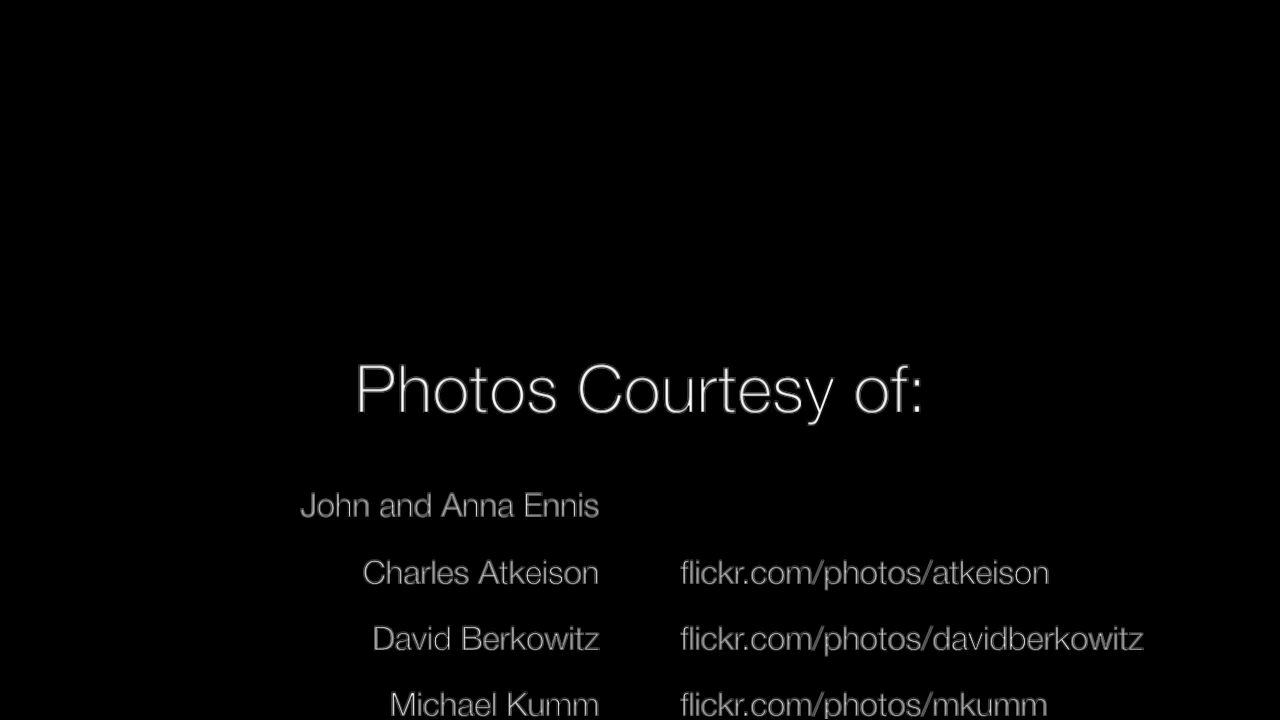 Photos Courtesy of:
John and Anna Ennis
Charles Atkeison flickr.com/photos/atkeison
David Berkowitz flickr.com/photos/davidberkowitz
Michael Kumm flickr.com/photos/mkumm